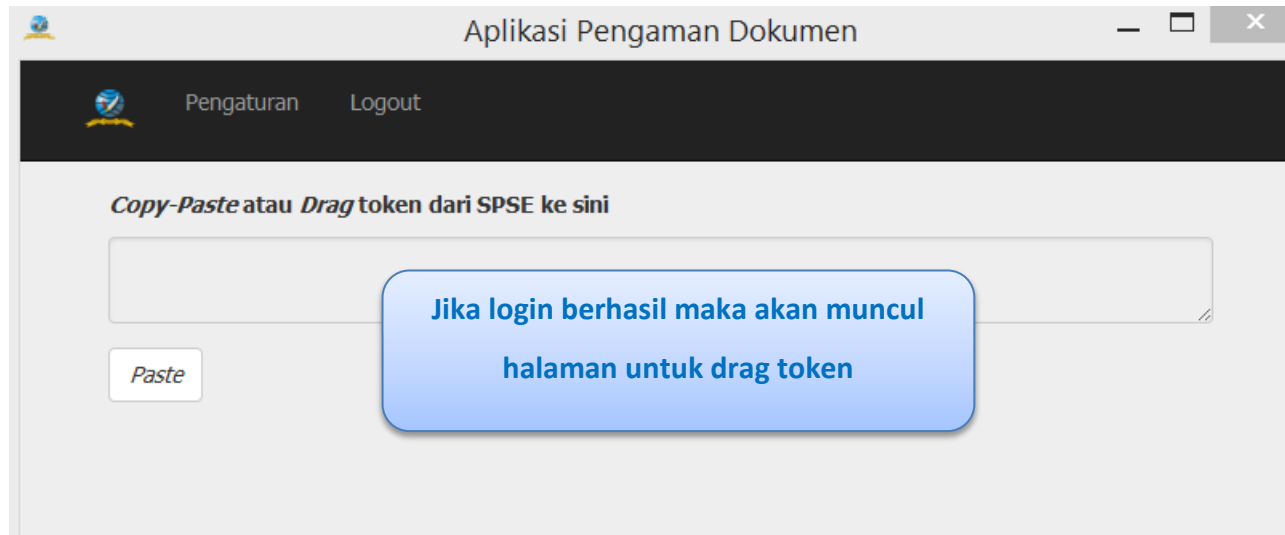 Aplikasi Pengaman Dokumen
Pengaturan Logout
Copy-Paste atau Drag token dari SPSE ke sini
Jika login berhasil maka akan muncul
halaman untuk drag token
Paste